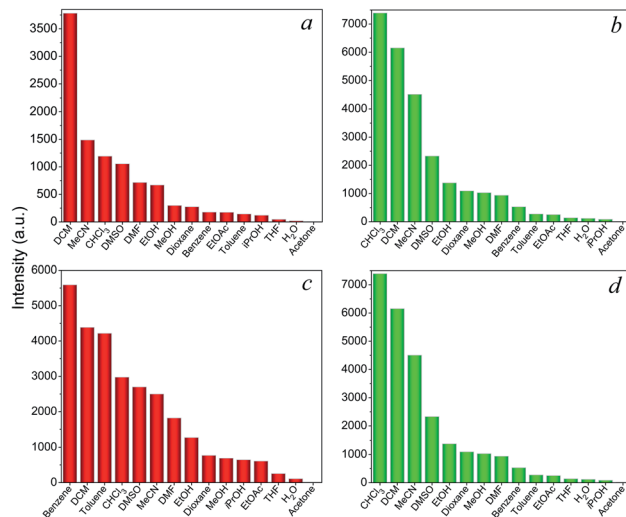 Intensity (a.u.)
a
3500
3000
2500
2000
1500
1000
500
0
DCM
MeCN
CHCl3
DMSO
DMF
EtOH
MeOH
Dioxane
Benzene
EtOAc
Toluene
iPrOH
THF
H2O
Acetone
b
7000
6000
5000
4000
3000
2000
1000
0
CHCl3
DCM
MeCN
DMSO
EtOH
Dioxane
MeOH
DMF
Benzene
Toluene
EtOAc
THF
H2O
iPrOH
Acetone
c
6000
5000
4000
3000
2000
1000
0
Benzene
DCM
Toluene
CHCl3
DMSO
MeCN
DMF
EtOH
Dioxane
MeOH
iPrOH
EtOAc
THF
H2O
Acetone
d
7000
6000
5000
4000
3000
2000
1000
0
CHCl3
DCM
MeCN
DMSO
EtOH
Dioxane
MeOH
DMF
Benzene
Toluene
EtOAc
THF
H2O
iPrOH
Acetone